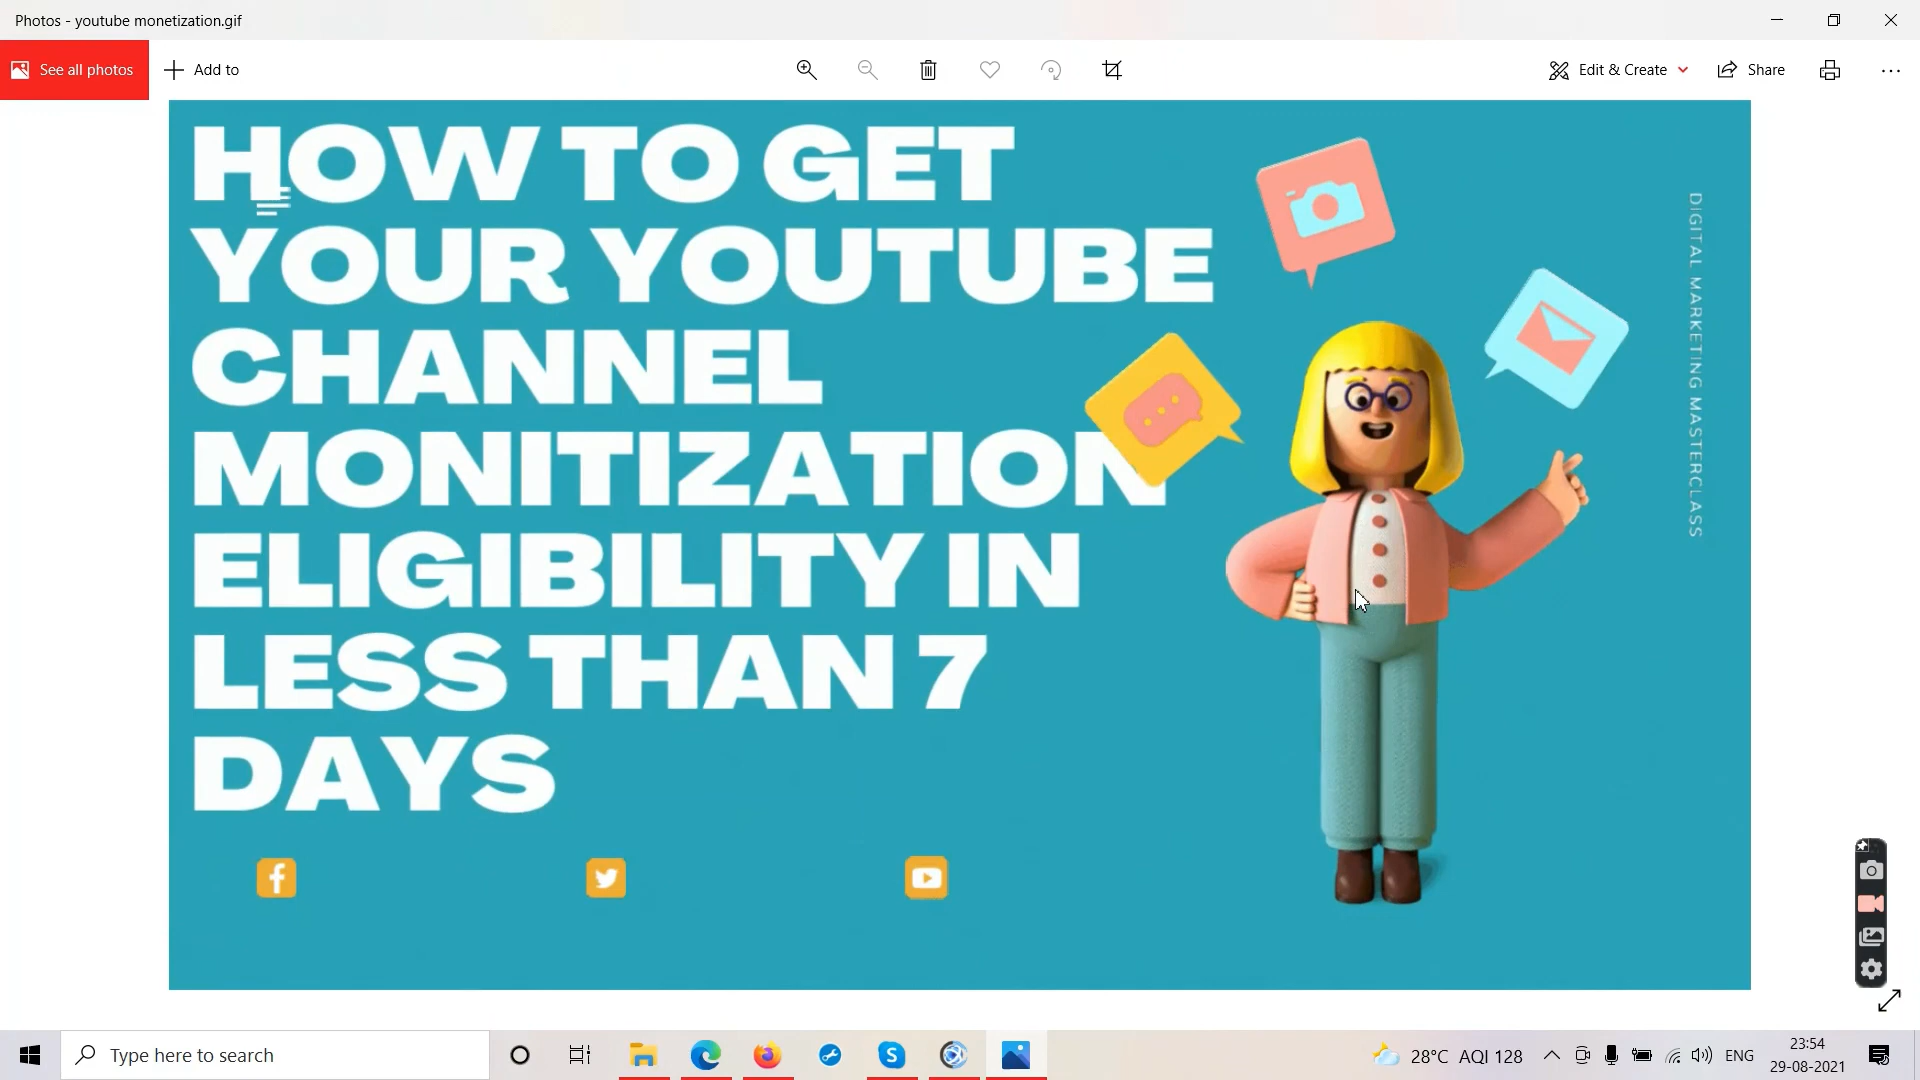 Photos - youtube monetization.gif
See all photos
Add to
Edit & Create
Share
HOW TO GET
YOUR YOUTUBE
CHANNEL
MONITIZATION
ELIGIBILITY IN
LESS THAN 7
DAYS
DIGITAL MARKETING MASTERCLASS
Type here to search
28°C AQI 128
ENG
23:54
29-08-2021